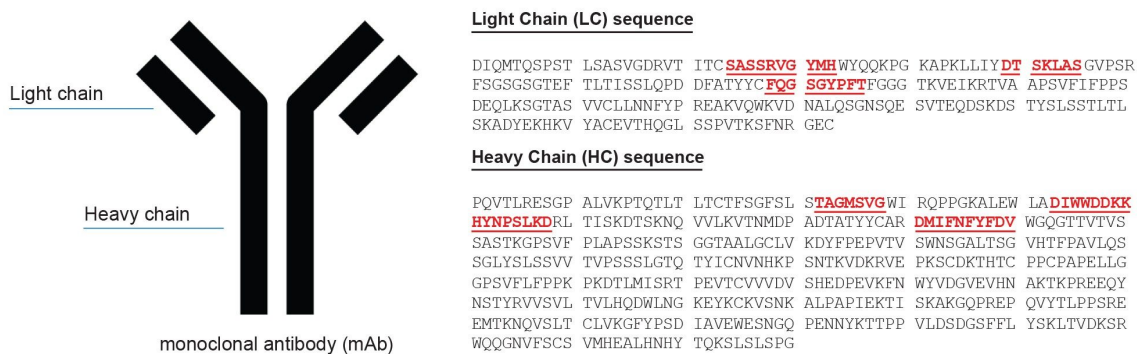 Light Chain (LC) sequence
DIQMTQSPST LSASVGDRVT ITCSASSRVG YMHWYQQKPG KAPKLLIYDT SKLASGVPSR
FSGSGSGTEF TLTISSLQPD DFATYYCFQG SGYPFTFGGG TKVEIKRTVA APSVFIFPPS
DEQLKSGTAS VVCLLNNFYP REAKVQWKVD NALQSGNSQE SVTEQDSKDS TYSLSSTLTL
SKADYEKHKV YACEVTHQGL SSPVTKSFNR GEC
Light chain
Heavy Chain (HC) sequence
PQVTLRESGP ALVKPTQTLT LTCTFSGFSL STAGMSVGWI RQPPGKALEW LADIWWDDKK
HYNPSLKDRL TISKDTSKNQ VVLKVTNMDP ADTATYYCAR DMIFNFYFDV WGQGTTVTVS
SASTKGPSVF PLAPSSKSTS GGTAALGCLV KDYFPEPVTV SWNSGALTSG VHTFPAVLQS
SGLYSLSSVV TVPSSSLGTQ TYICNVNHKP SNTKVDKRVE PKSCDKTHTC PPCPAPELLG
GPSVFLFPPK PKDTLMISRT PEVTCVVVDV SHEDPEVKFN WYVDGVEVHN AKTKPREEQY
NSTYRVVSVL TVLHQDWLNG KEYKCKVSNK ALPAPIEKTI SKAKGQPREP QVYTLPPSRE
EMTKNQVSLT CLVKGFYPSD IAVEWESNGQ PENNYKTTPP VLDSDGSFFL YSKLTVDKSR
WQQGNVFSCS VMHEALHNHY TQKSLSLSPG
Heavy chain
monoclonal antibody (mAb)